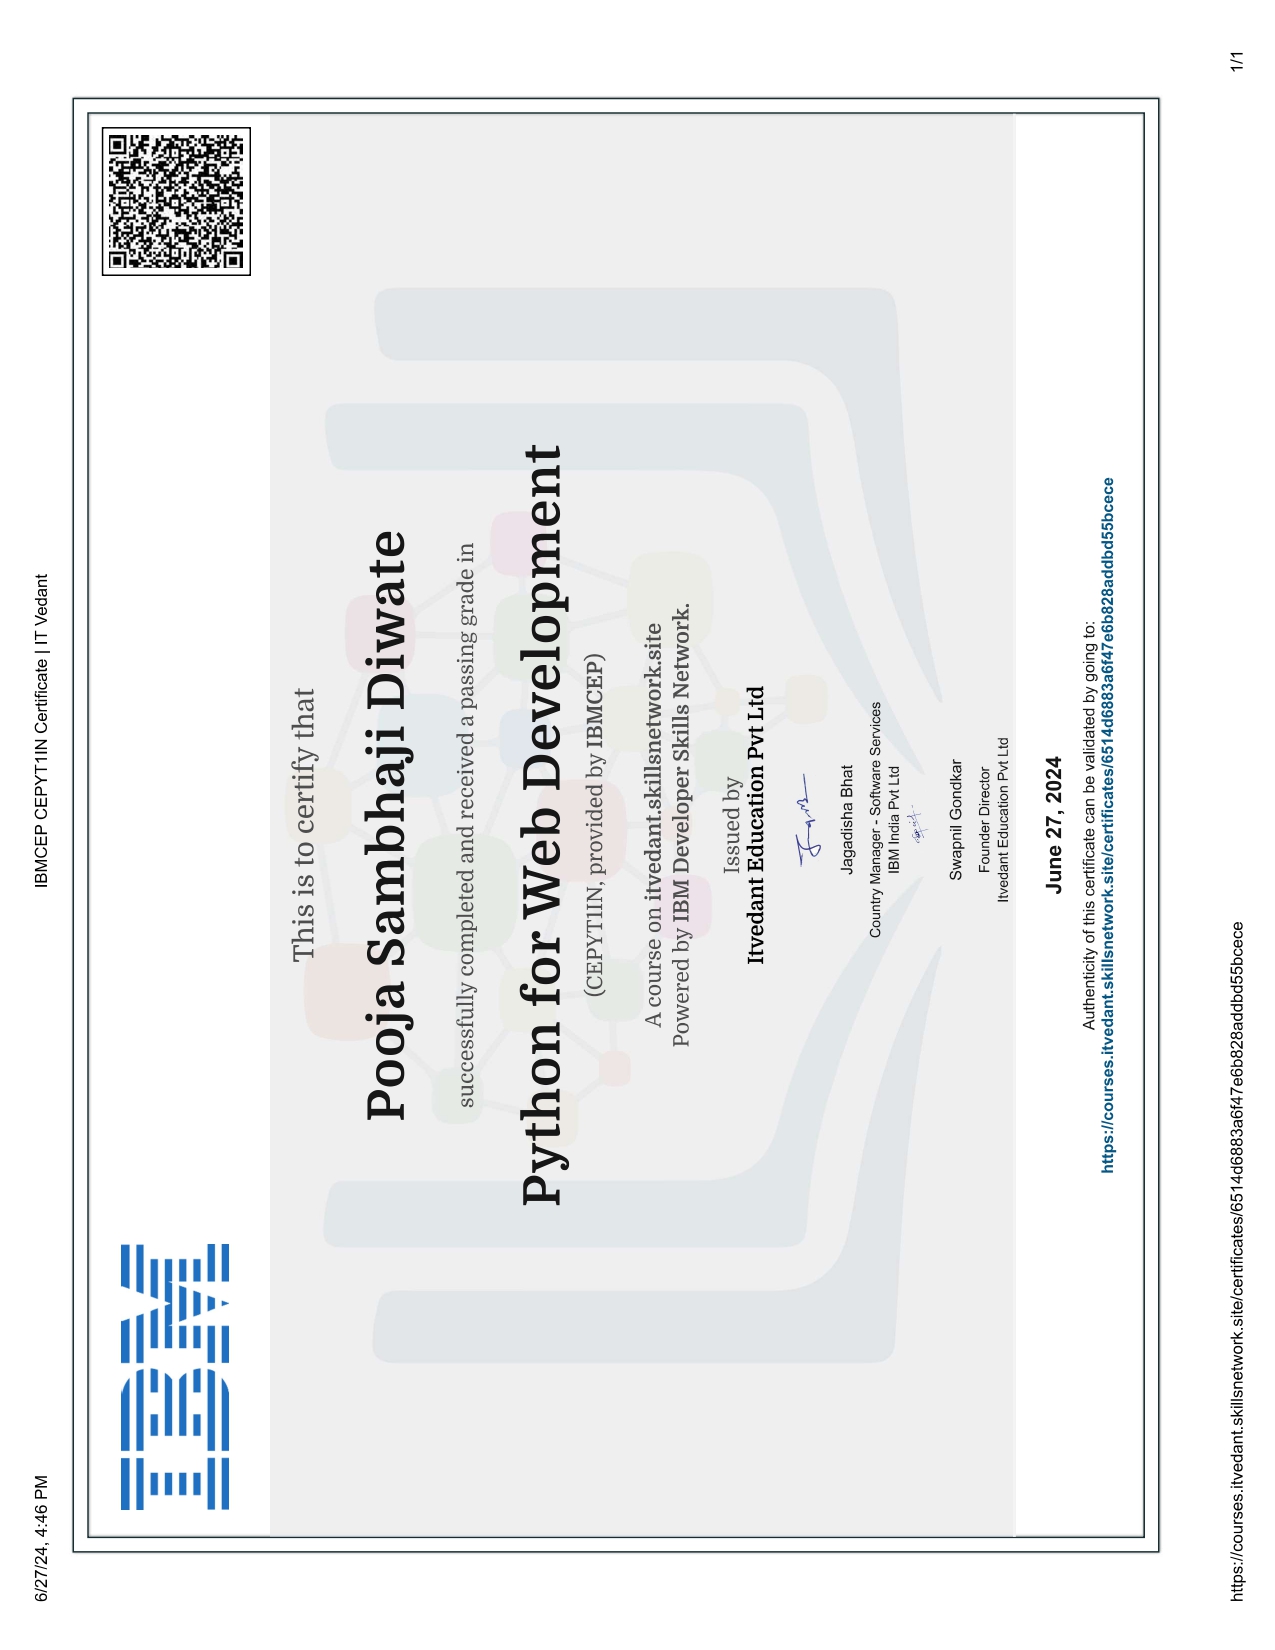 6/27/24, 4:46 PM
IBMCEP CEPYT1IN Certificate | IT Vedant
IBM
This is to certify that
Pooja Sambhaji Diwate
successfully completed and received a passing grade in
Python for Web Development
(CEPYT1IN, provided by IBMCEP)
A course on itvedant.skillsnetwork.site
Powered by IBM Developer Skills Network.
Issued by
Itvedant Education Pvt Ltd
Jagadisha Bhat
Country Manager - Software Services
IBM India Pvt Ltd
Swapnil Gondkar
Founder Director
Itvedant Education Pvt Ltd
June 27, 2024
Authenticity of this certificate can be validated by going to:
https://courses.itvedant.skillsnetwork.site/certificates/6514d6883a6f47e6b828addbd55bcece
https://courses.itvedant.skillsnetwork.site/certificates/6514d6883a6f47e6b828addbd55bcece
1/1